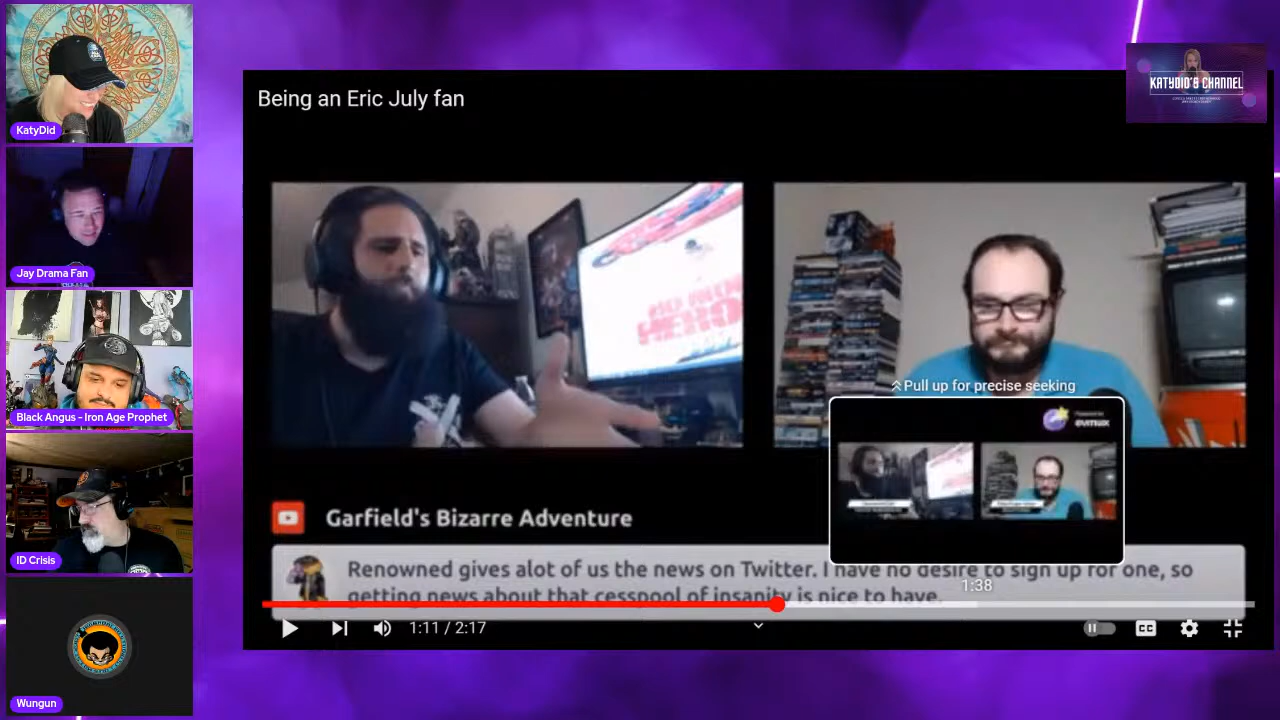 KatyDid
Jay Drama Fan
Black Angus - Iron Age Prophet
ID Crisis
Wungun
KATYDID'S CHANNEL
Being an Eric July fan
HERO
Pull up for precise seeking
Garfield's Bizarre Adventure
Renowned gives alot of us the news on Twitter. I have no desire to sign up for one, so
getting news about that cesspool of insanity is nice to have.
1:38
1:11 / 2:17
CC